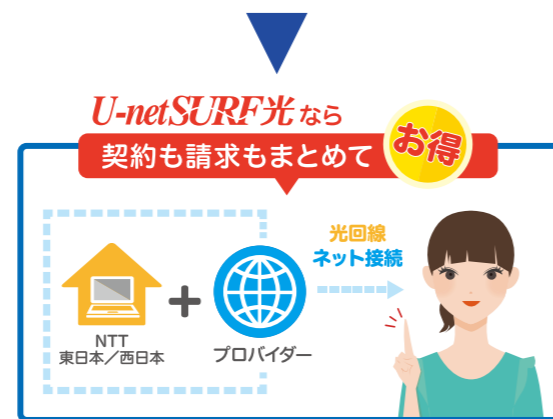 U-netSURF光なら
契約も請求もまとめて
お得
光回線
ネット接続
NTT
東日本／西日本
プロバイダー